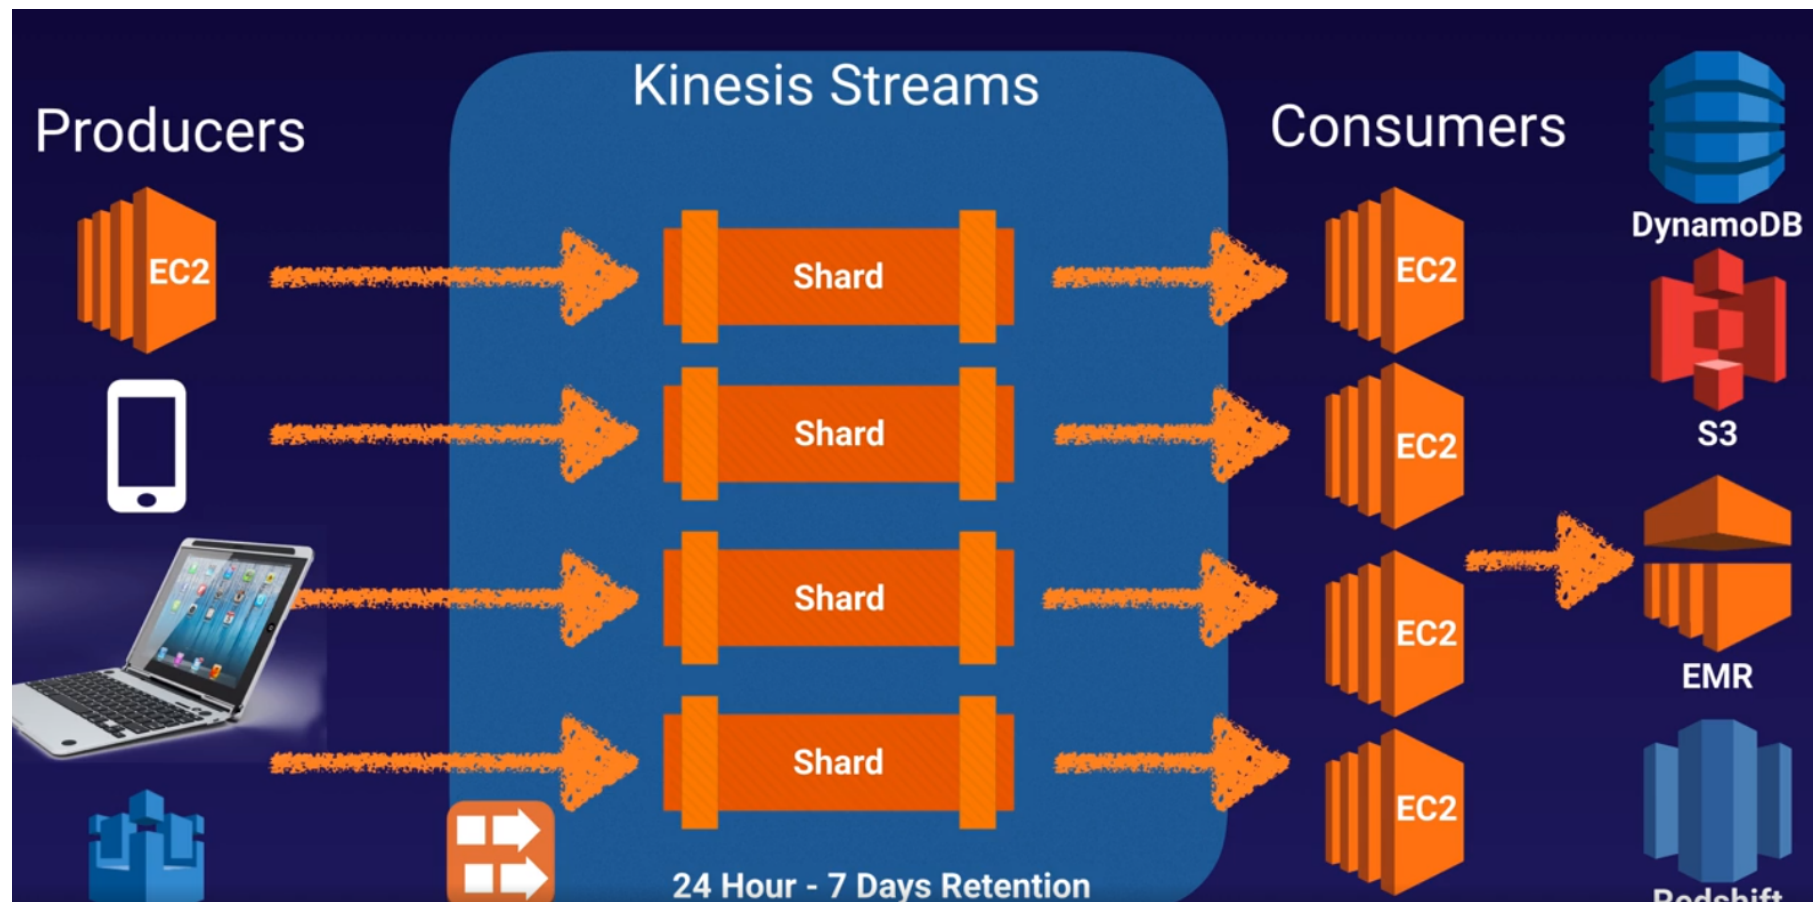 Kinesis Streams
Producers
Consumers
DynamoDB
EC2
Shard
EC2
S3
Shard
EC2
Shard
EC2
EMR
Shard
EC2
24 Hour - 7 Days Retention
Redshift